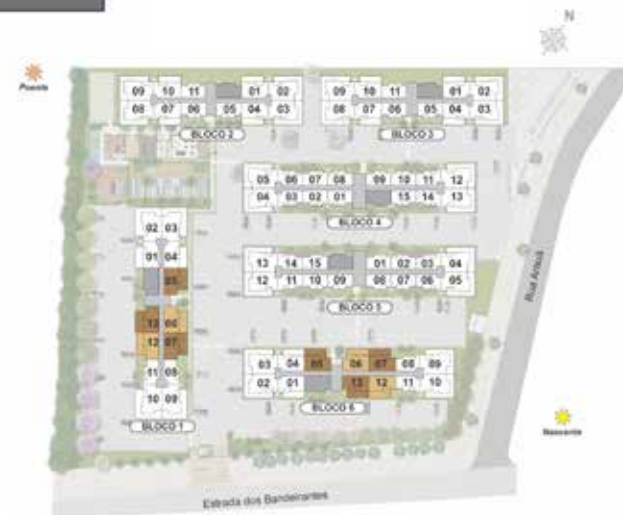 N
Poente
09 10 11 01 02
08 07 06 05 04 03
BLOCO 2
09 10 11 01 02
08 07 06 05 04 03
BLOCO 3
05 06 07 08 09 10 11 12
04 03 02 01 15 14 13
BLOCO 4
02 03
01 04
05
13 06
12 07
11 08
10 09
BLOCO 1
13 14 15 01 02 03 04
12 11 10 09 08 07 06 05
BLOCO 5
03 04 05 06 07 08 09
02 01 13 12 11 10
BLOCO 6
Nascente
Estrada dos Bandeirantes